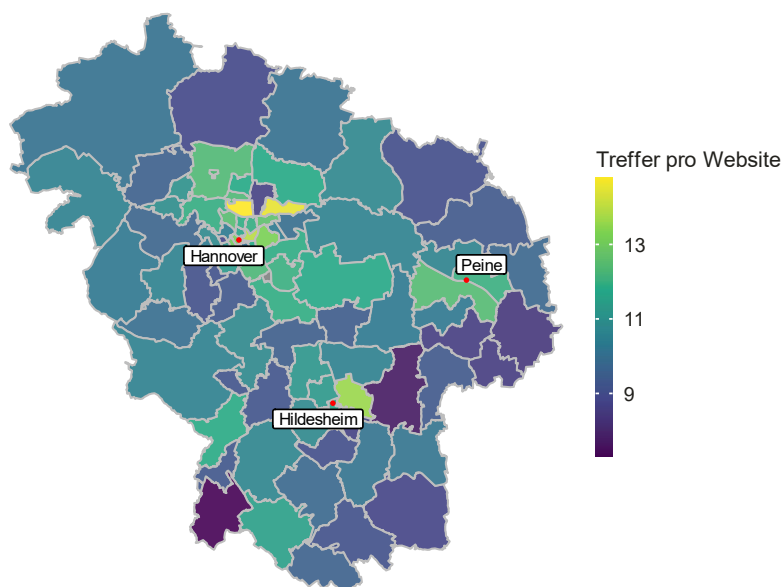 Treffer pro Website
13
11
9
Hannover
Peine
Hildesheim